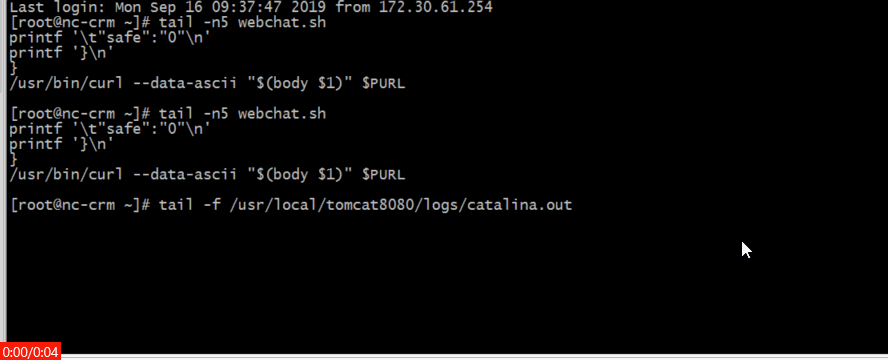 Last login: Mon Sep 16 09:37:47 2019 from 172.30.61.254
[root@nc-crm ~]# tail -n5 webchat.sh
printf '\t"safe":"0"\n'
printf '}\n'
}
/usr/bin/curl --data-ascii "$(body $1)" $PURL
[root@nc-crm ~]# tail -n5 webchat.sh
printf '\t"safe":"0"\n'
printf '}\n'
}
/usr/bin/curl --data-ascii "$(body $1)" $PURL
[root@nc-crm ~]# tail -f /usr/local/tomcat8080/logs/catalina.out
0:00/0:04